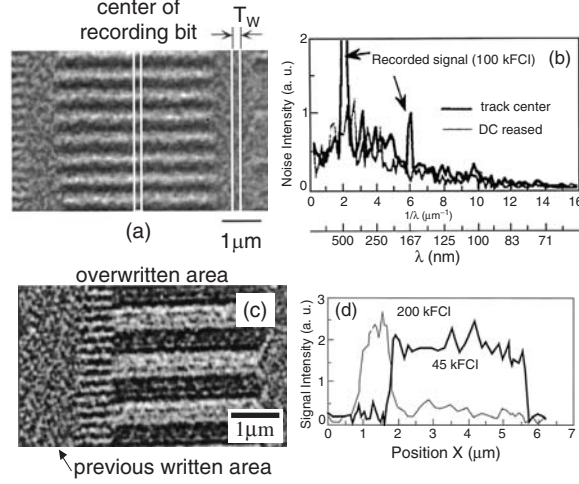 center of
recording bit
T_W
(a)
1μm
(b)
Recorded signal (100 kFCI)
track center
DC reased
Noise Intensity (a. u.)
0 2 4 6 8 10 12 14 16
1/λ (μm⁻¹)
500 250 167 125 100 83 71
λ (nm)
overwritten area
(c)
1μm
previous written area
(d)
200 kFCI
45 kFCI
Signal Intensity (a. u.)
3
2
1
0
0 1 2 3 4 5 6 7
Position X (μm)